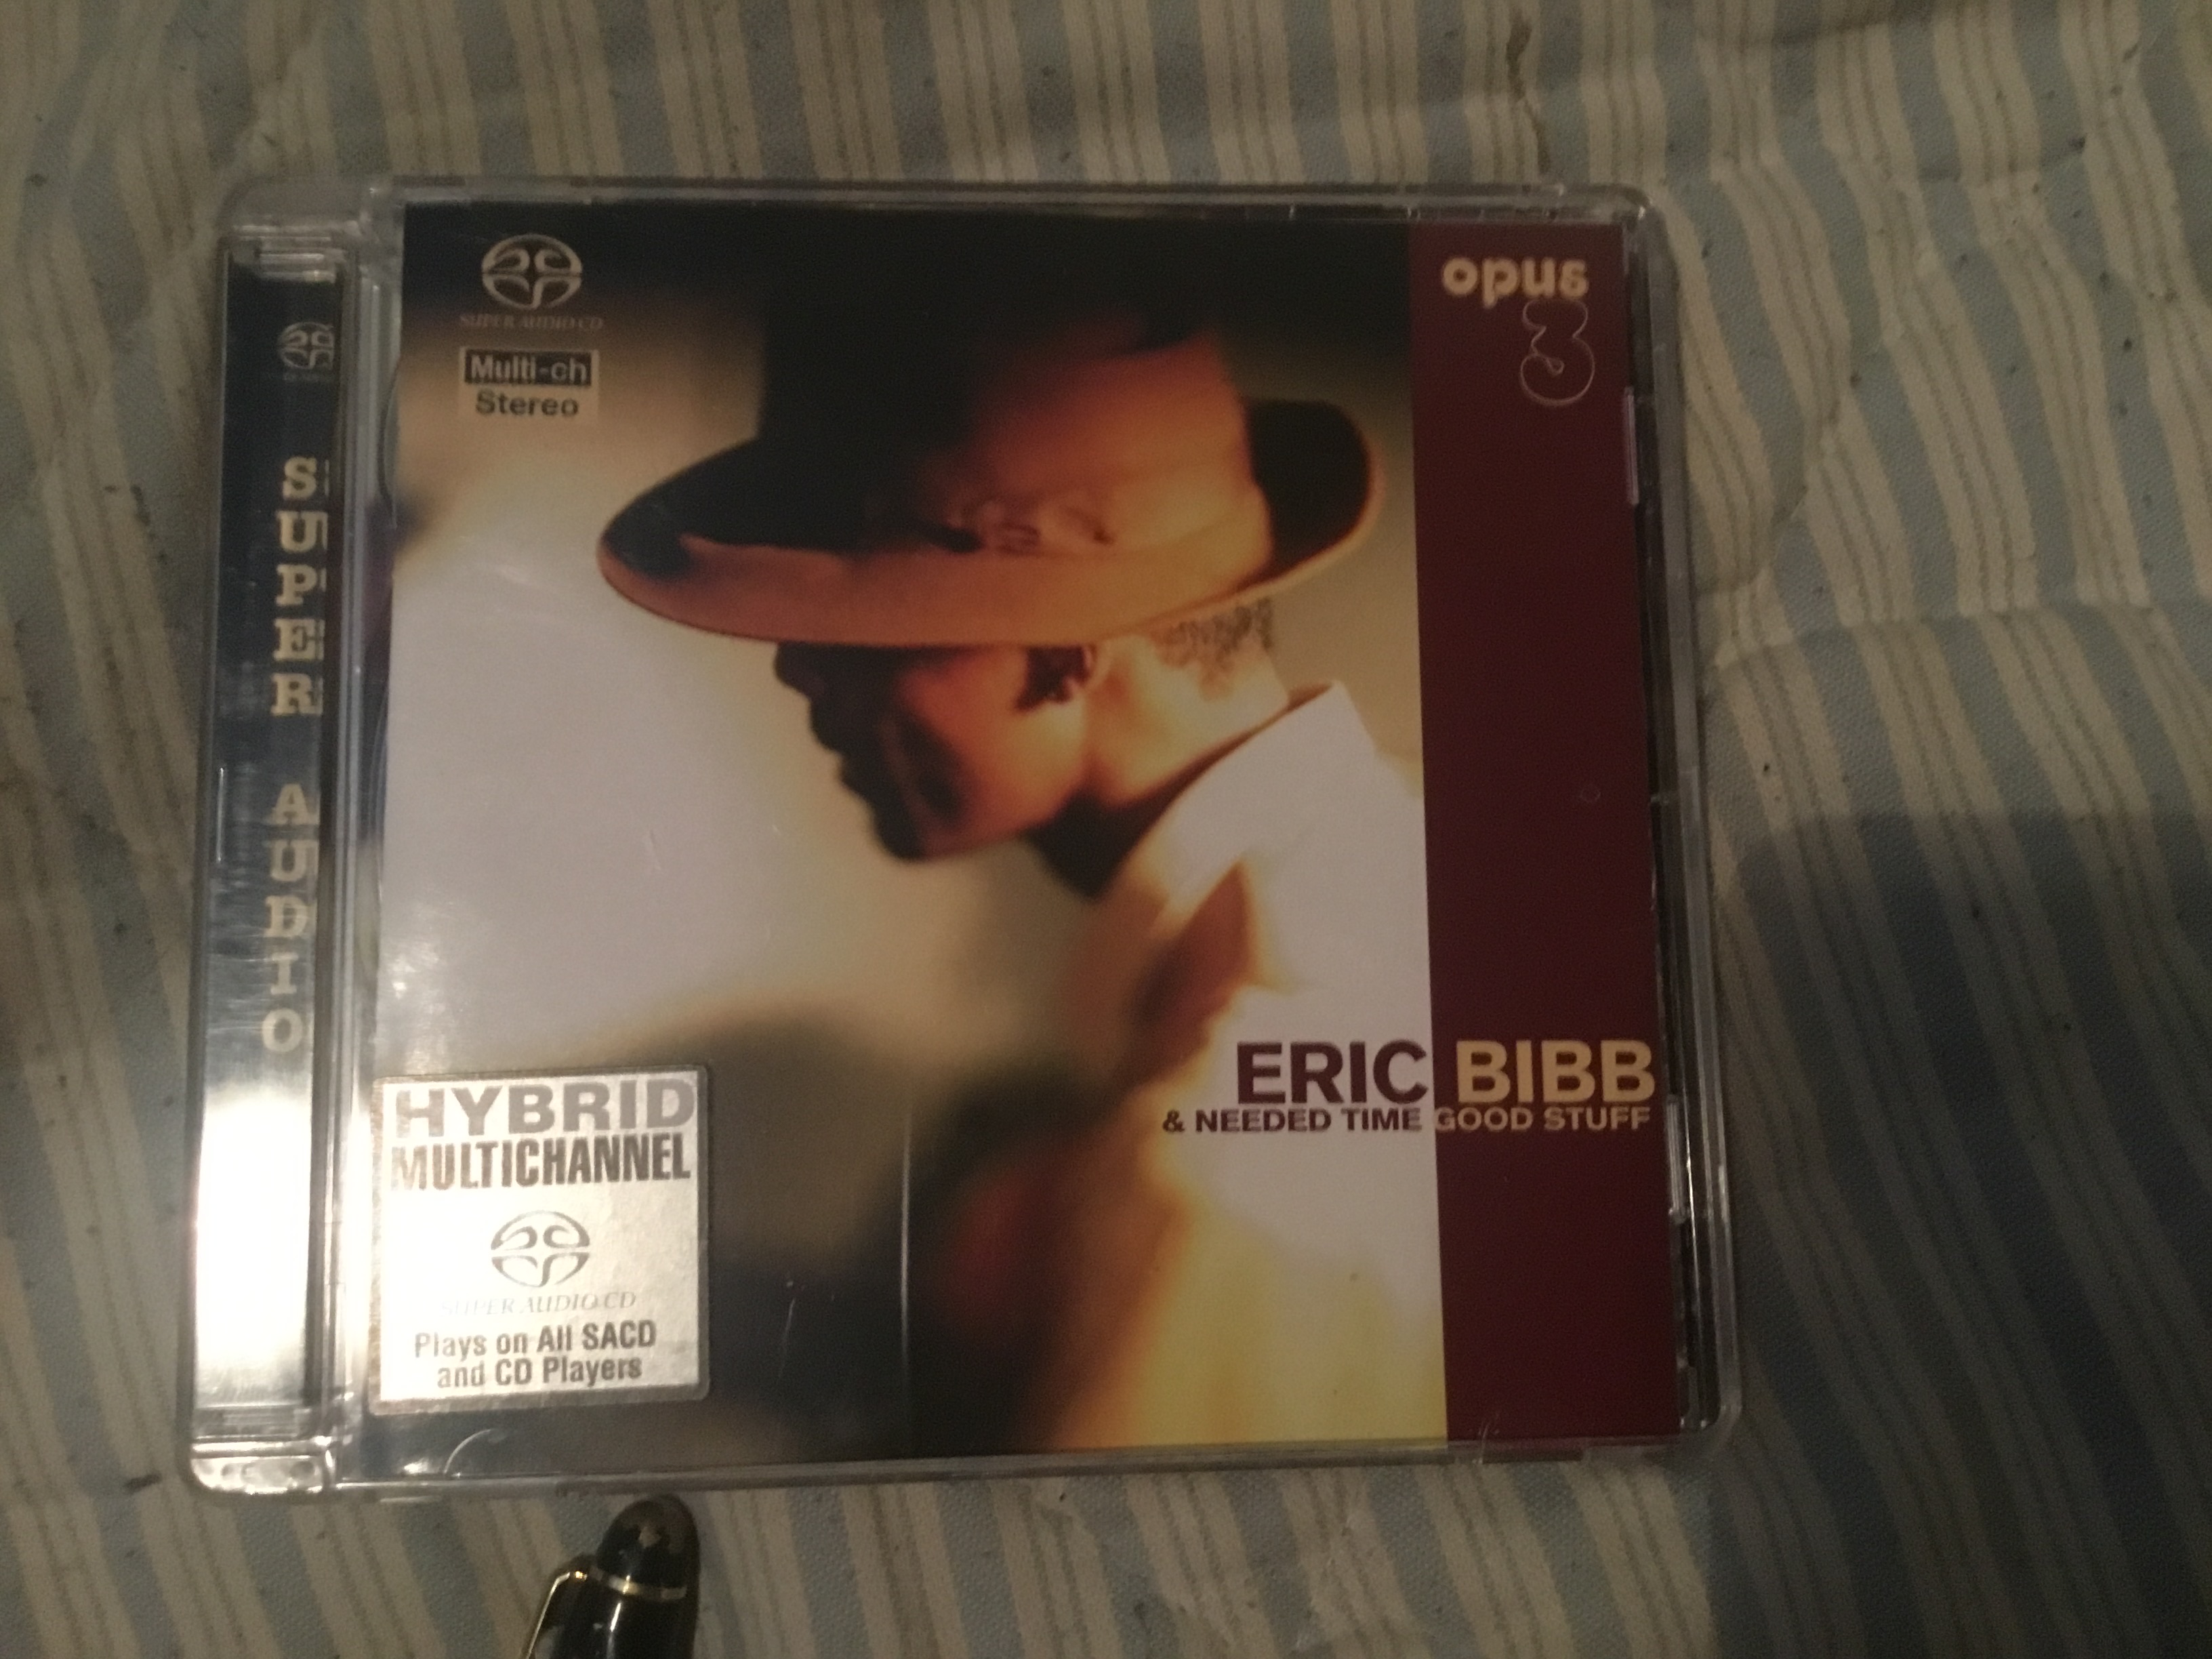 SUPER AUDIO CD
Multi-ch
Stereo
opus
3
SUPER AUDIO
ERIC BIBB
& NEEDED TIME GOOD STUFF
HYBRID
MULTICHANNEL
SUPER AUDIO CD
Plays on All SACD
and CD Players